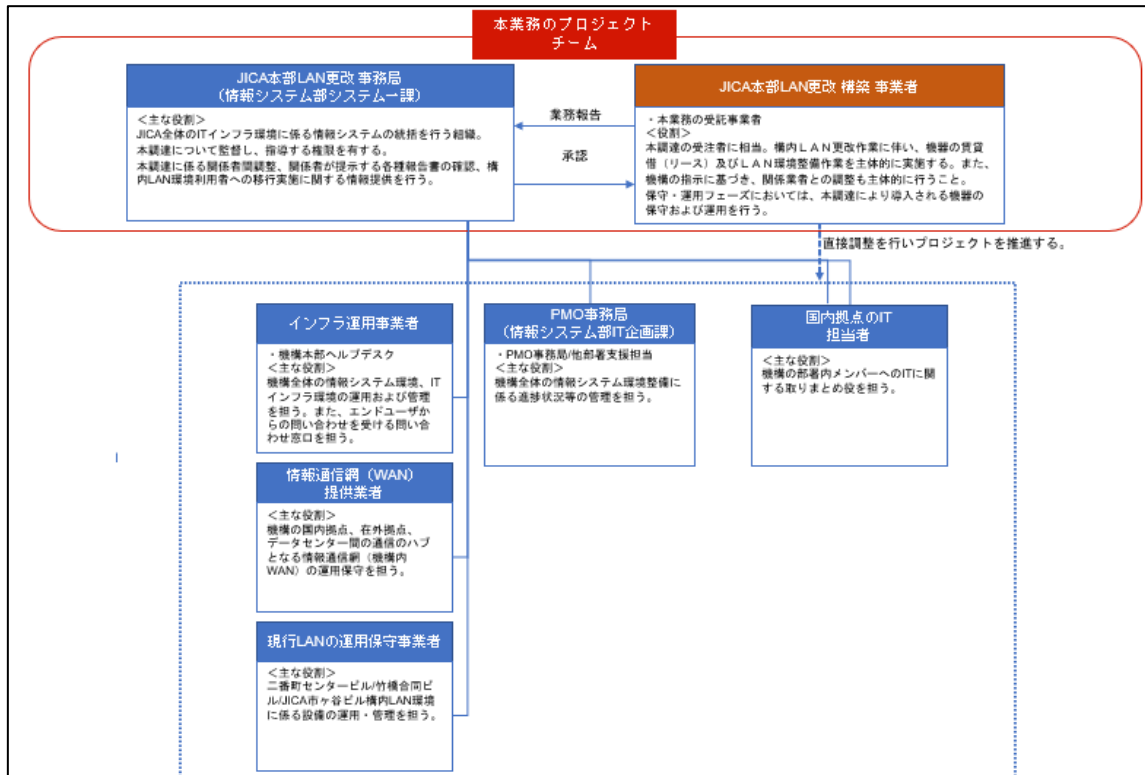 本業務のプロジェクト
チーム
JICA本部LAN更改 事務局
（情報システム部システム一課）
＜主な役割＞
JICA全体のITインフラ環境に係る情報システムの統括を行う組織。
本調達について監督し、指導する権限を有する。
本調達に係る関係者間調整、関係者が提示する各種報告書の確認、構
内LAN環境利用者への移行実施に関する情報提供を行う。
業務報告
承認
JICA本部LAN更改 構築 事業者
・本業務の受託事業者
＜役割＞
本調達の受注者に相当。構内ＬＡＮ更改作業に伴い、機器の賃貸
借（リース）及びＬＡＮ環境整備作業を主体的に実施する。また、
機構の指示に基づき、関係業者との調整も主体的に行うこと。
保守・運用フェーズにおいては、本調達により導入される機器の
保守および運用を行う。
直接調整を行いプロジェクトを推進する。
インフラ運用事業者
・機構本部ヘルプデスク
＜主な役割＞
機構全体の情報システム環境、IT
インフラ環境の運用および管理
を担う。また、エンドユーザか
らの問い合わせを受ける問い合
わせ窓口を担う。
PMO事務局
（情報システム部IT企画課）
・PMO事務局/他部署支援担当
＜主な役割＞
機構全体の情報システム環境整備に
係る進捗状況等の管理を担う。
国内拠点のIT
担当者
＜主な役割＞
機構の部署内メンバーへのITに関
する取りまとめ役を担う。
情報通信網（WAN）
提供業者
＜主な役割＞
機構の国内拠点、在外拠点、
データセンター間の通信のハブ
となる情報通信網（機構内
WAN）の運用保守を担う。
現行LANの運用保守事業者
＜主な役割＞
二番町センタービル/竹橋合同ビ
ル/JICA市ヶ谷ビル構内LAN環境
に係る設備の運用・管理を担う。